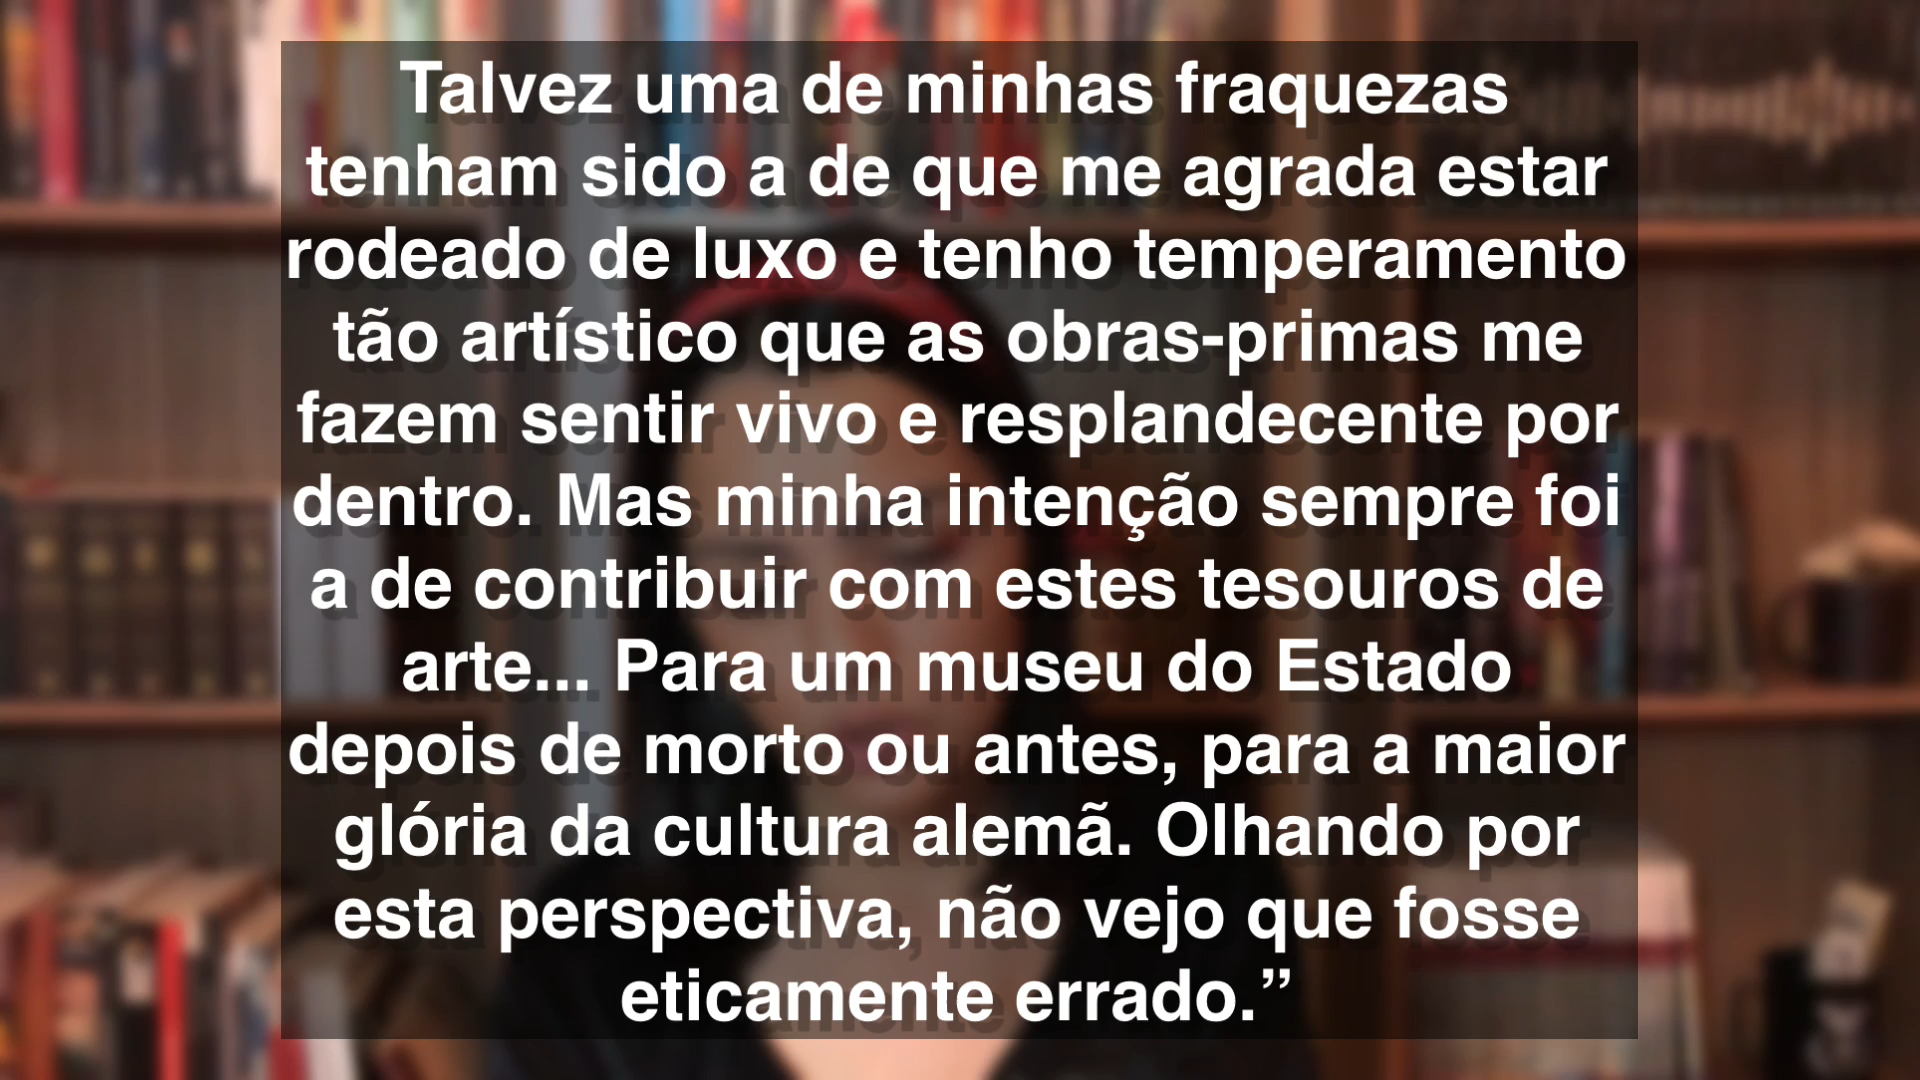 Talvez uma de minhas fraquezas
tenham sido a de que me agrada estar
rodeado de luxo e tenho temperamento
tão artístico que as obras-primas me
fazem sentir vivo e resplandecente por
dentro. Mas minha intenção sempre foi
a de contribuir com estes tesouros de
arte... Para um museu do Estado
depois de morto ou antes, para a maior
glória da cultura alemã. Olhando por
esta perspectiva, não vejo que fosse
eticamente errado.”